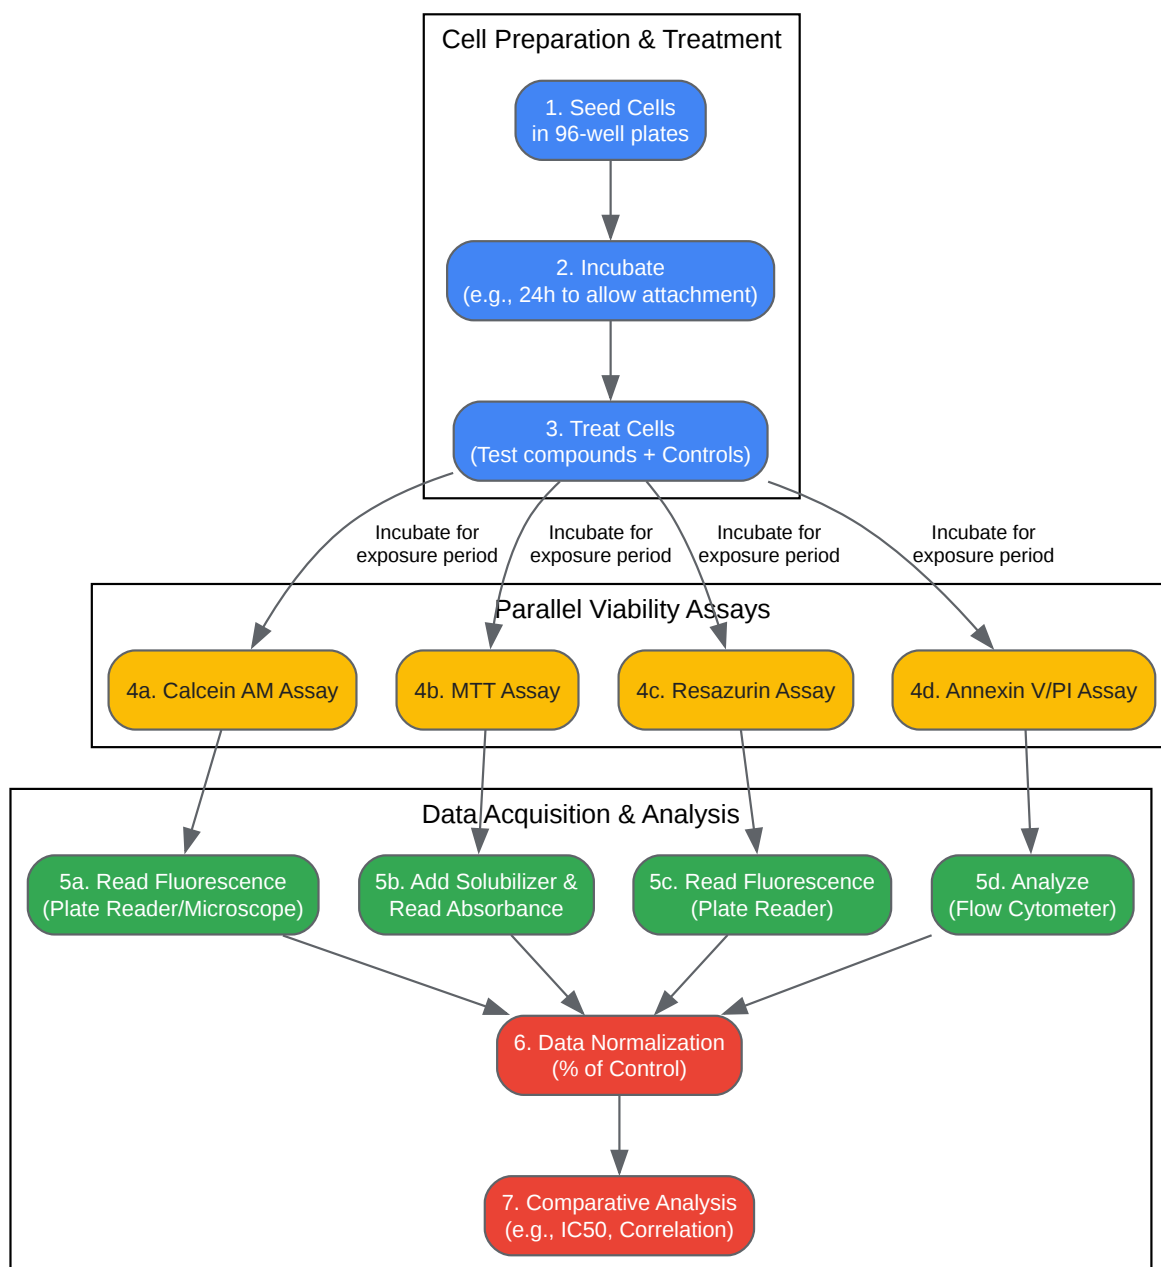 Cell Preparation & Treatment
1. Seed Cells
in 96-well plates
2. Incubate
(e.g., 24h to allow attachment)
3. Treat Cells
(Test compounds + Controls)
Incubate for
exposure period
Incubate for
exposure period
Incubate for
exposure period
Incubate for
exposure period
Parallel Viability Assays
4a. Calcein AM Assay
4b. MTT Assay
4c. Resazurin Assay
4d. Annexin V/PI Assay
Data Acquisition & Analysis
5a. Read Fluorescence
(Plate Reader/Microscope)
5b. Add Solubilizer &
Read Absorbance
5c. Read Fluorescence
(Plate Reader)
5d. Analyze
(Flow Cytometer)
6. Data Normalization
(% of Control)
7. Comparative Analysis
(e.g., IC50, Correlation)